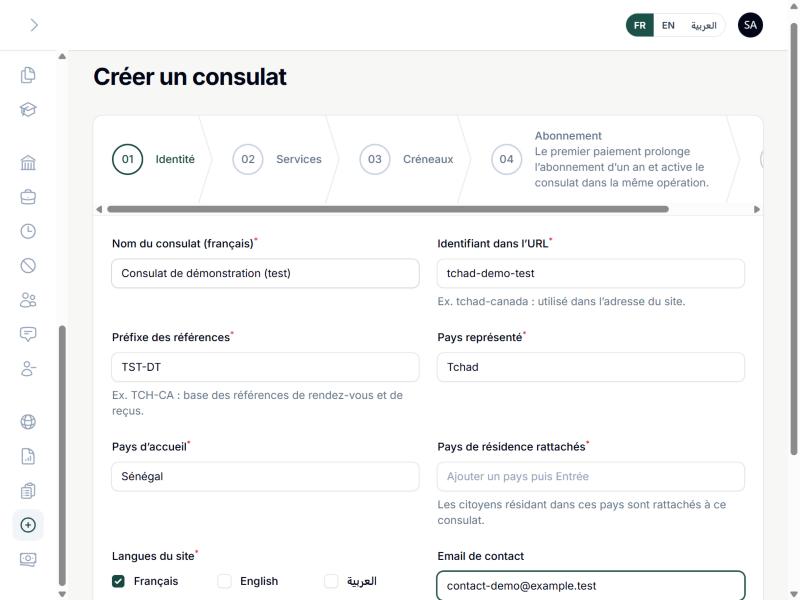 FR EN العربية SA
Créer un consulat
01 Identité
02 Services
03 Créneaux
04 Abonnement
Le premier paiement prolonge
l’abonnement d’un an et active le
consulat dans la même opération.
Nom du consulat (français)*
Consulat de démonstration (test)
Identifiant dans l’URL*
tchad-demo-test
Ex. tchad-canada : utilisé dans l’adresse du site.
Préfixe des références*
TST-DT
Ex. TCH-CA : base des références de rendez-vous et de
reçus.
Pays représenté*
Tchad
Pays d’accueil*
Sénégal
Pays de résidence rattachés*
Ajouter un pays puis Entrée
Les citoyens résidant dans ces pays sont rattachés à ce
consulat.
Langues du site*
Français English العربية
Email de contact
contact-demo@example.test